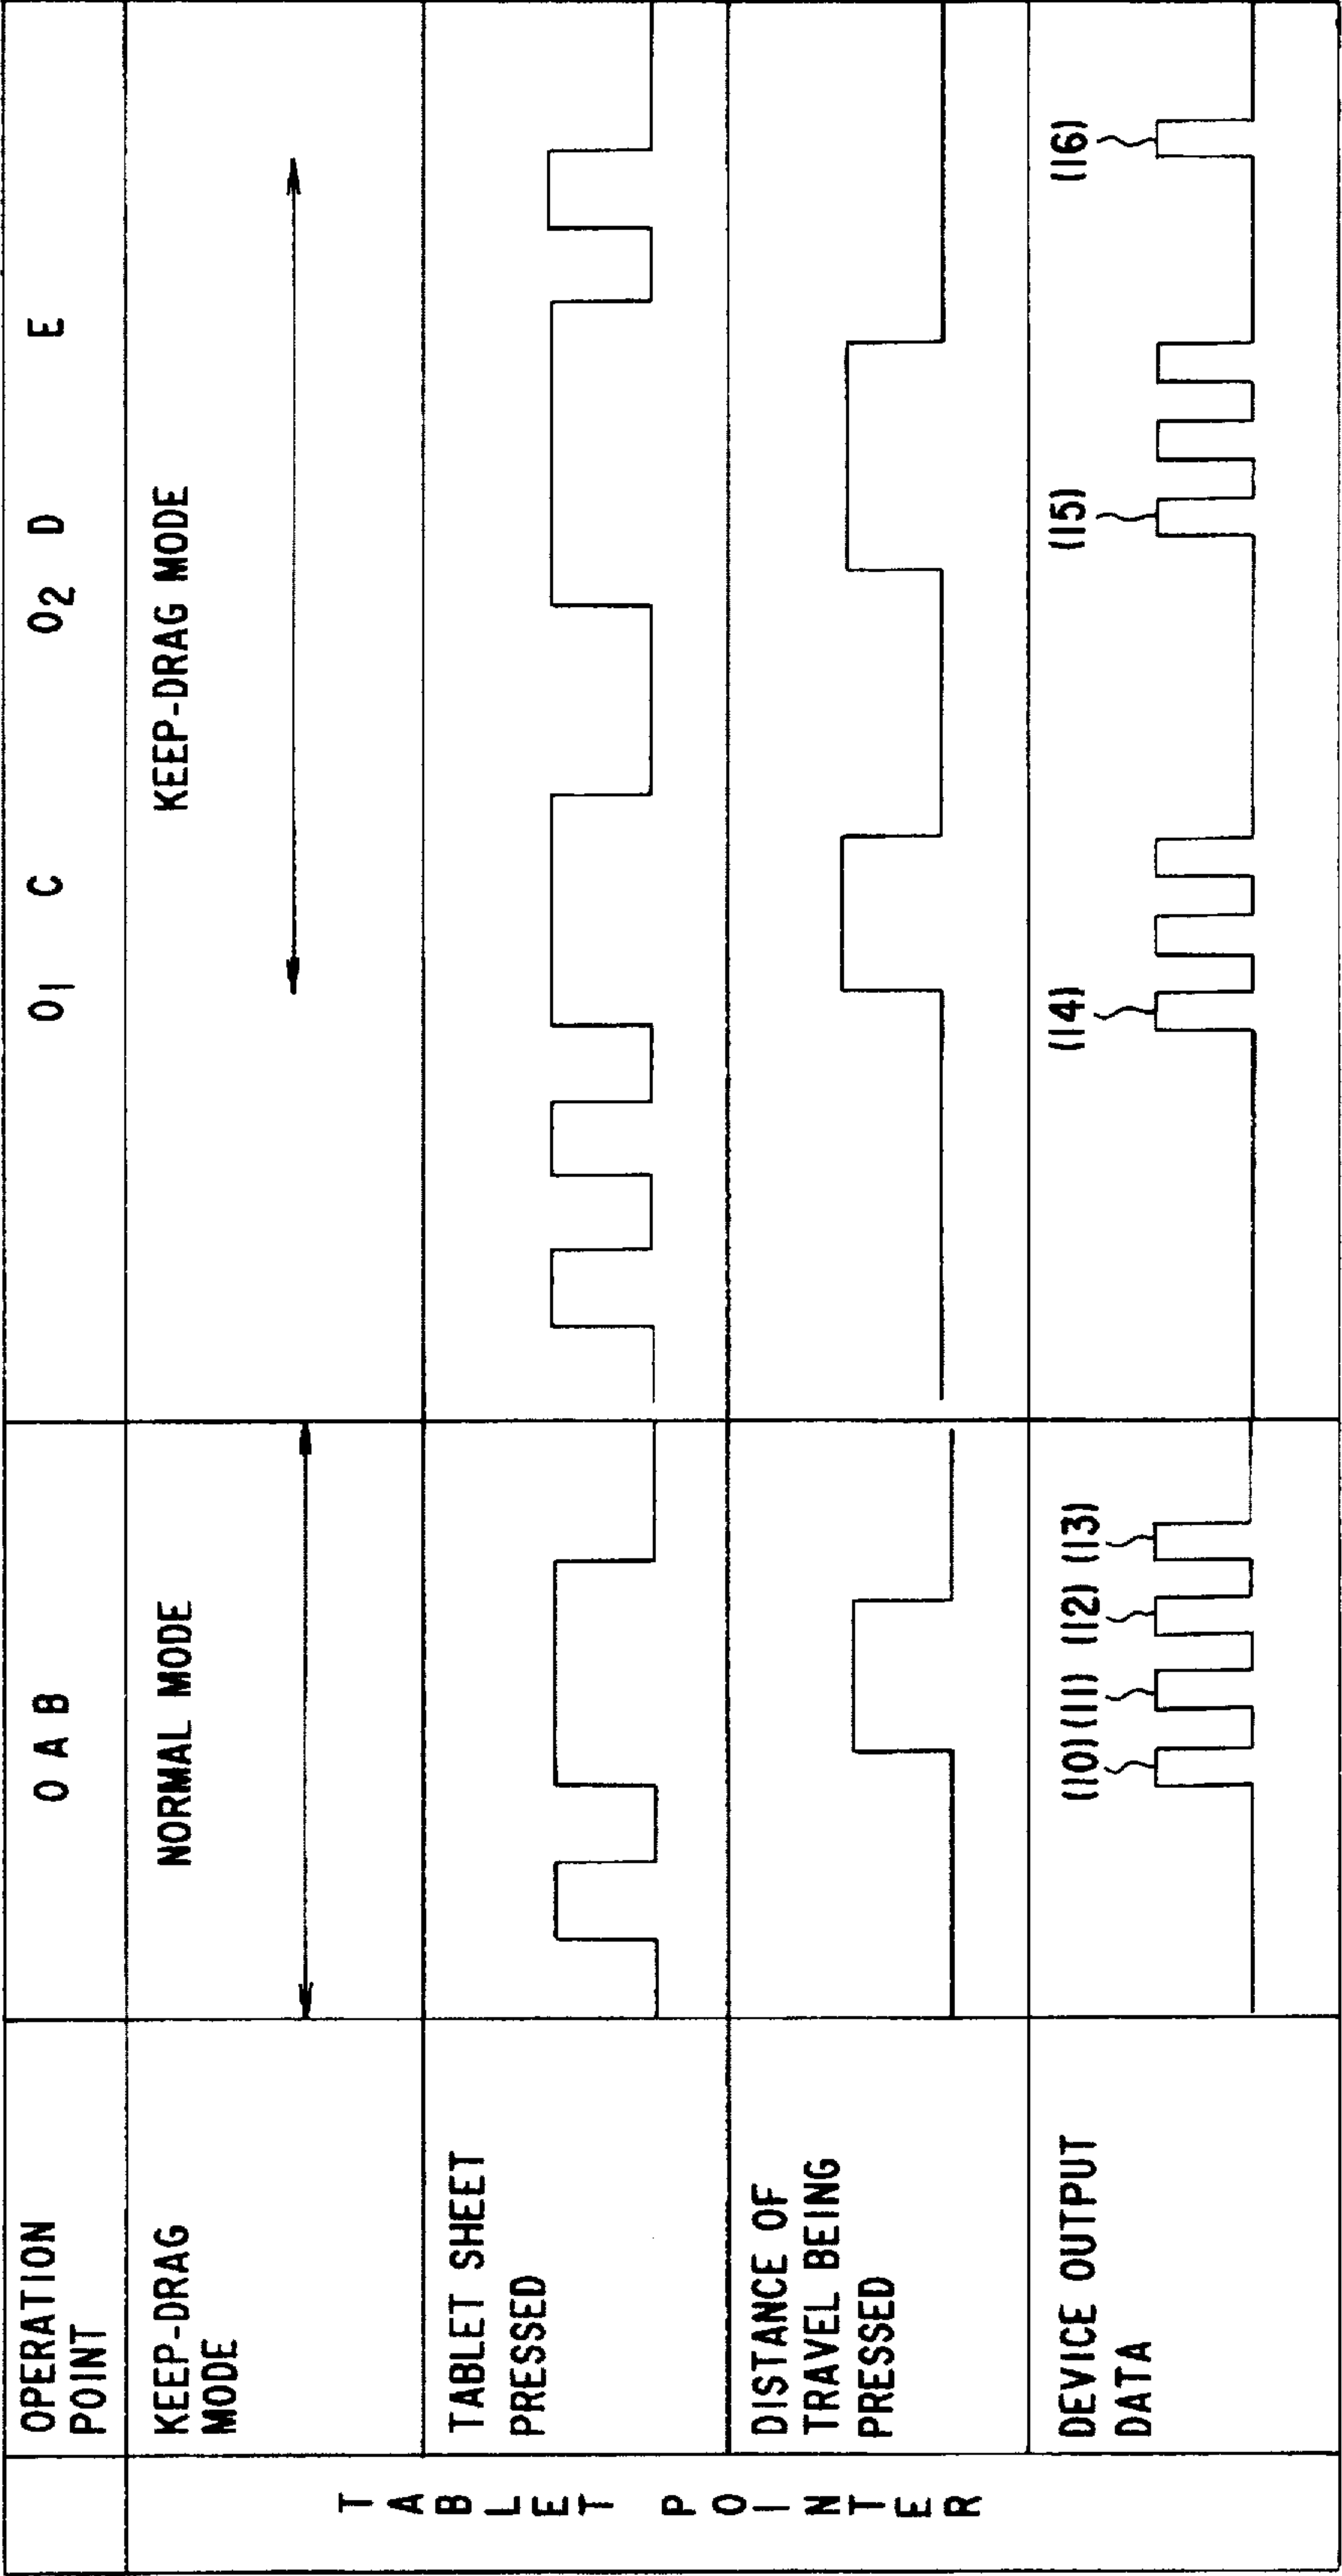 OPERATION
POINT
O A B
O1 C O2 D E
TABLET POINTER
KEEP-DRAG
MODE
NORMAL MODE
KEEP-DRAG MODE
TABLET SHEET
PRESSED
DISTANCE OF
TRAVEL BEING
PRESSED
DEVICE OUTPUT
DATA
(10) (11) (12) (13)
(14)
(15)
(16)